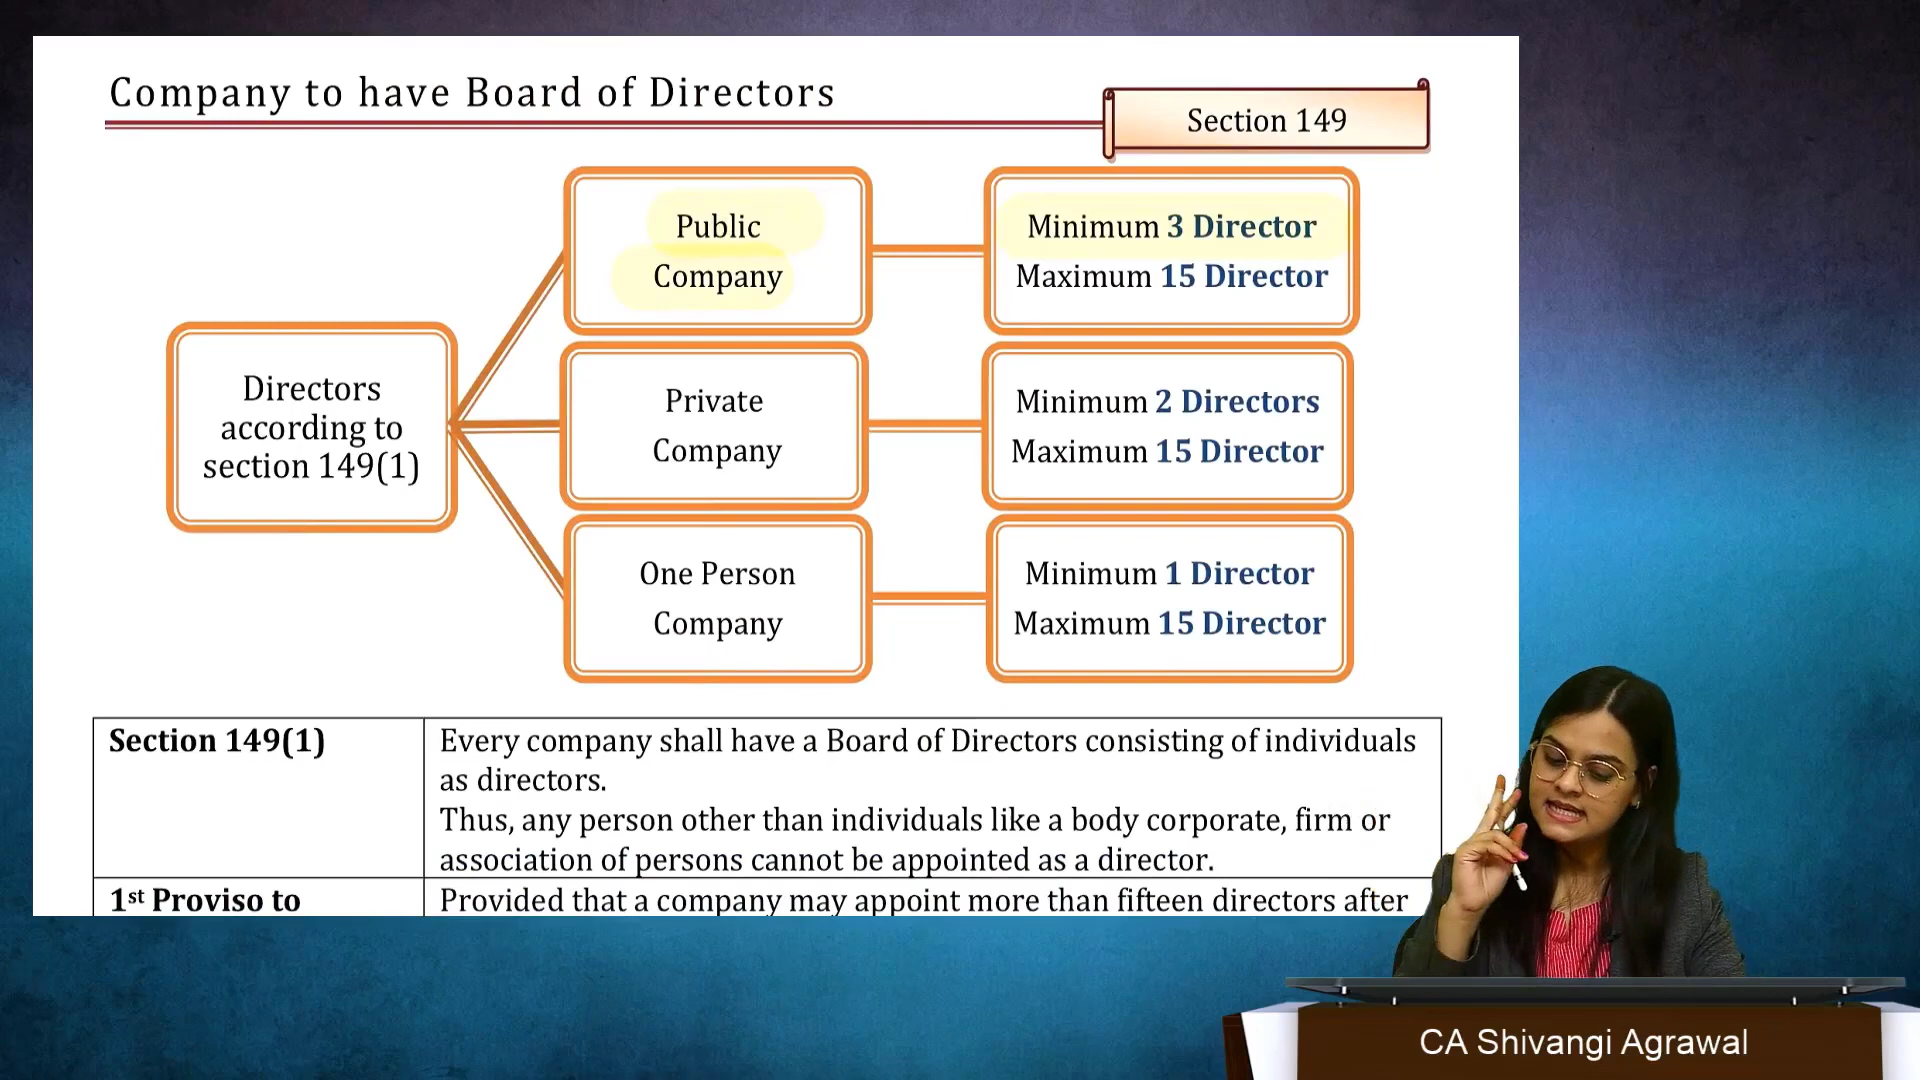 Company to have Board of Directors
Section 149
Public
Company
Minimum 3 Director
Maximum 15 Director
Directors
according to
section 149(1)
Private
Company
Minimum 2 Directors
Maximum 15 Director
One Person
Company
Minimum 1 Director
Maximum 15 Director
Section 149(1)
Every company shall have a Board of Directors consisting of individuals
as directors.
Thus, any person other than individuals like a body corporate, firm or
association of persons cannot be appointed as a director.
1st Proviso to
Provided that a company may appoint more than fifteen directors after
CA Shivangi Agrawal